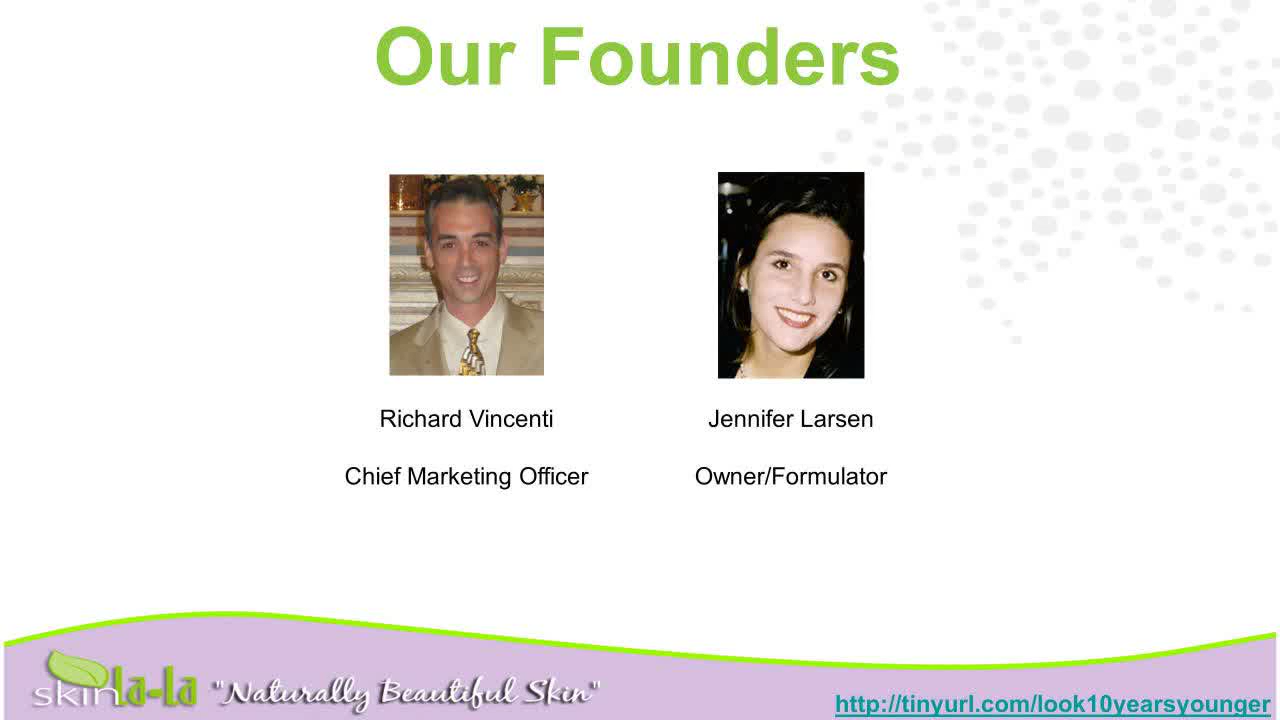 Our Founders
Richard Vincenti
Jennifer Larsen
Chief Marketing Officer
Owner/Formulator
skinla-la "Naturally Beautiful Skin"
http://tinyurl.com/look10yearsyounger